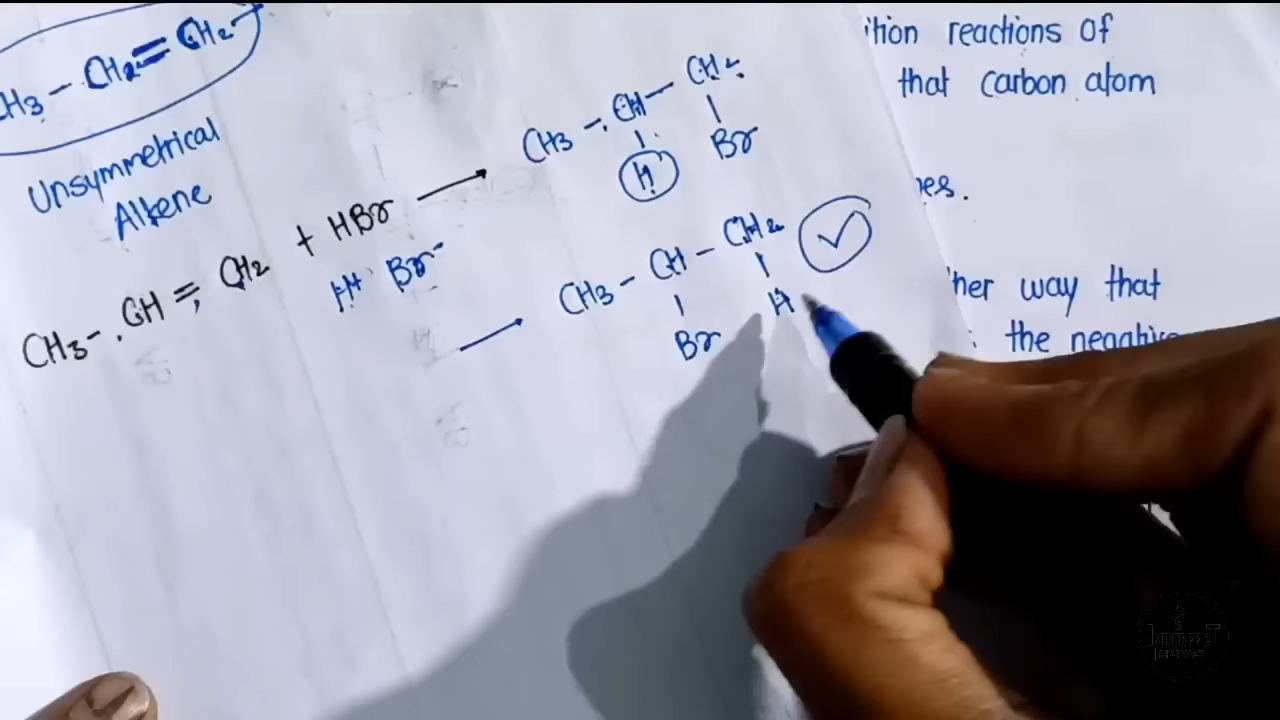 CH3 - CH2 = CH2
Unsymmetrical
Alkene
CH3 - CH = CH2 + HBr
H+ Br-
CH3 - CH - CH2
H Br
CH3 - CH - CH2
Br H
ition reactions of
that carbon atom
nes.
her way that
the negative